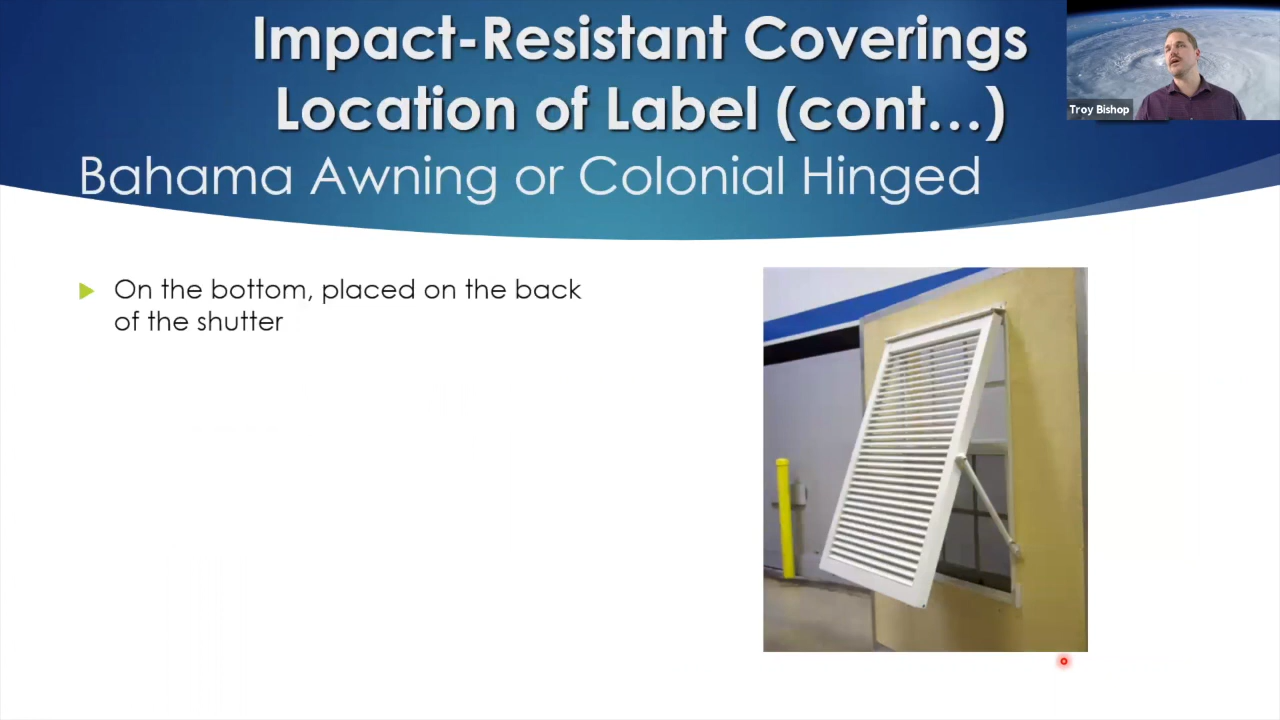 Impact-Resistant Coverings
Location of Label (cont…)
Bahama Awning or Colonial Hinged
On the bottom, placed on the back
of the shutter
Troy Bishop